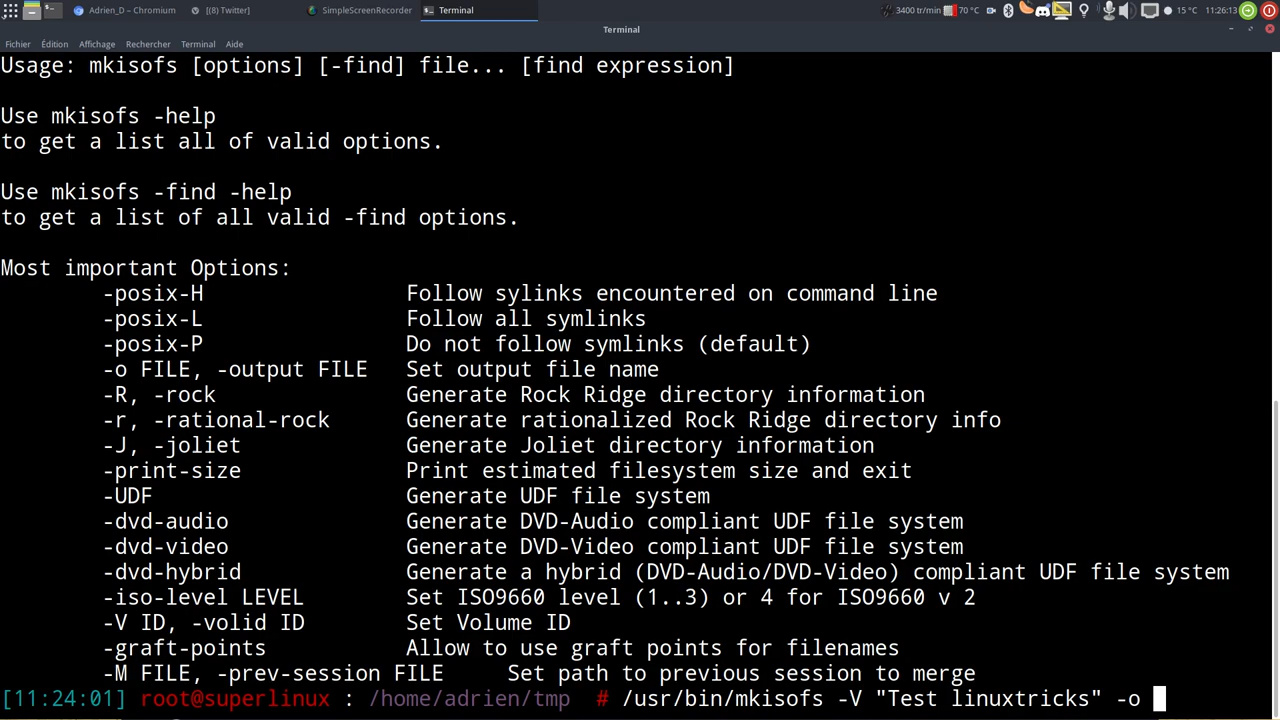 Adrien_D – Chromium [(8) Twitter] SimpleScreenRecorder Terminal 3400 tr/min 70 °C 15 °C 11:26:13
Terminal
Fichier Édition Affichage Rechercher Terminal Aide
Usage: mkisofs [options] [-find] file... [find expression]
Use mkisofs -help
to get a list all of valid options.
Use mkisofs -find -help
to get a list of all valid -find options.
Most important Options:
-posix-H Follow sylinks encountered on command line
-posix-L Follow all symlinks
-posix-P Do not follow symlinks (default)
-o FILE, -output FILE Set output file name
-R, -rock Generate Rock Ridge directory information
-r, -rational-rock Generate rationalized Rock Ridge directory info
-J, -joliet Generate Joliet directory information
-print-size Print estimated filesystem size and exit
-UDF Generate UDF file system
-dvd-audio Generate DVD-Audio compliant UDF file system
-dvd-video Generate DVD-Video compliant UDF file system
-dvd-hybrid Generate a hybrid (DVD-Audio/DVD-Video) compliant UDF file system
-iso-level LEVEL Set ISO9660 level (1..3) or 4 for ISO9660 v 2
-V ID, -volid ID Set Volume ID
-graft-points Allow to use graft points for filenames
-M FILE, -prev-session FILE Set path to previous session to merge
[11:24:01] root@superlinux : /home/adrien/tmp # /usr/bin/mkisofs -V "Test linuxtricks" -o